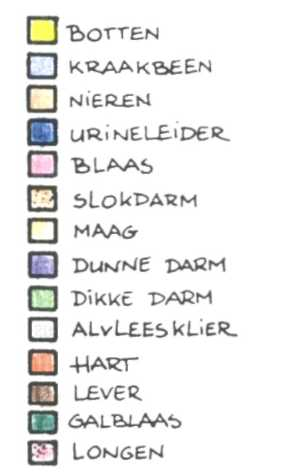 BOTTEN
KRAAKBEEN
NIEREN
URINELEIDER
BLAAS
SLOKDARM
MAAG
DUNNE DARM
DIKKE DARM
ALVLEESKLIER
HART
LEVER
GALBLAAS
LONGEN